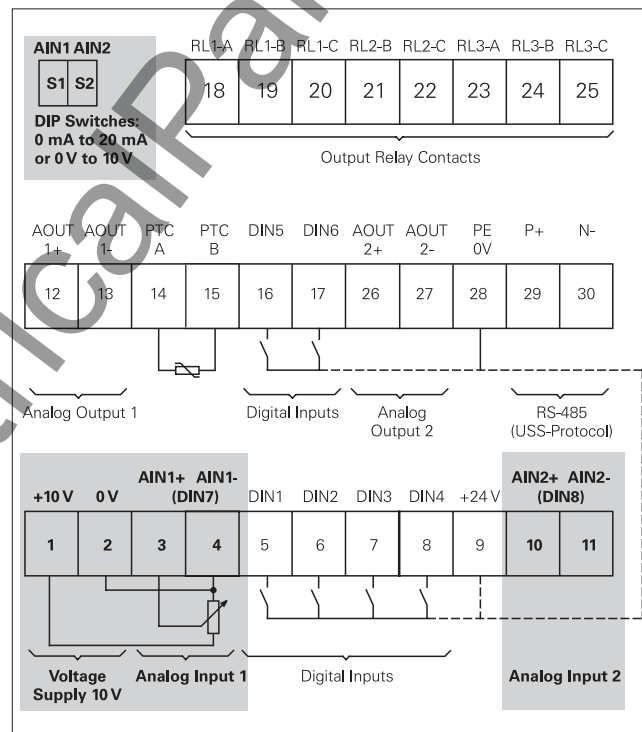 AIN1 AIN2
S1 S2
DIP Switches:
0 mA to 20 mA
or 0 V to 10 V
RL1-A RL1-B RL1-C RL2-B RL2-C RL3-A RL3-B RL3-C
18 19 20 21 22 23 24 25
Output Relay Contacts
AOUT AOUT PTC PTC DIN5 DIN6 AOUT AOUT PE P+ N-
1+ 1- A B 2+ 2- 0V
12 13 14 15 16 17 26 27 28 29 30
Analog Output 1 Digital Inputs Analog RS-485
Output 2 (USS-Protocol)
AIN1+ AIN1- AIN2+ AIN2-
+10 V 0 V (DIN7) DIN1 DIN2 DIN3 DIN4 +24 V (DIN8)
1 2 3 4 5 6 7 8 9 10 11
Voltage Analog Input 1 Digital Inputs Analog Input 2
Supply 10 V